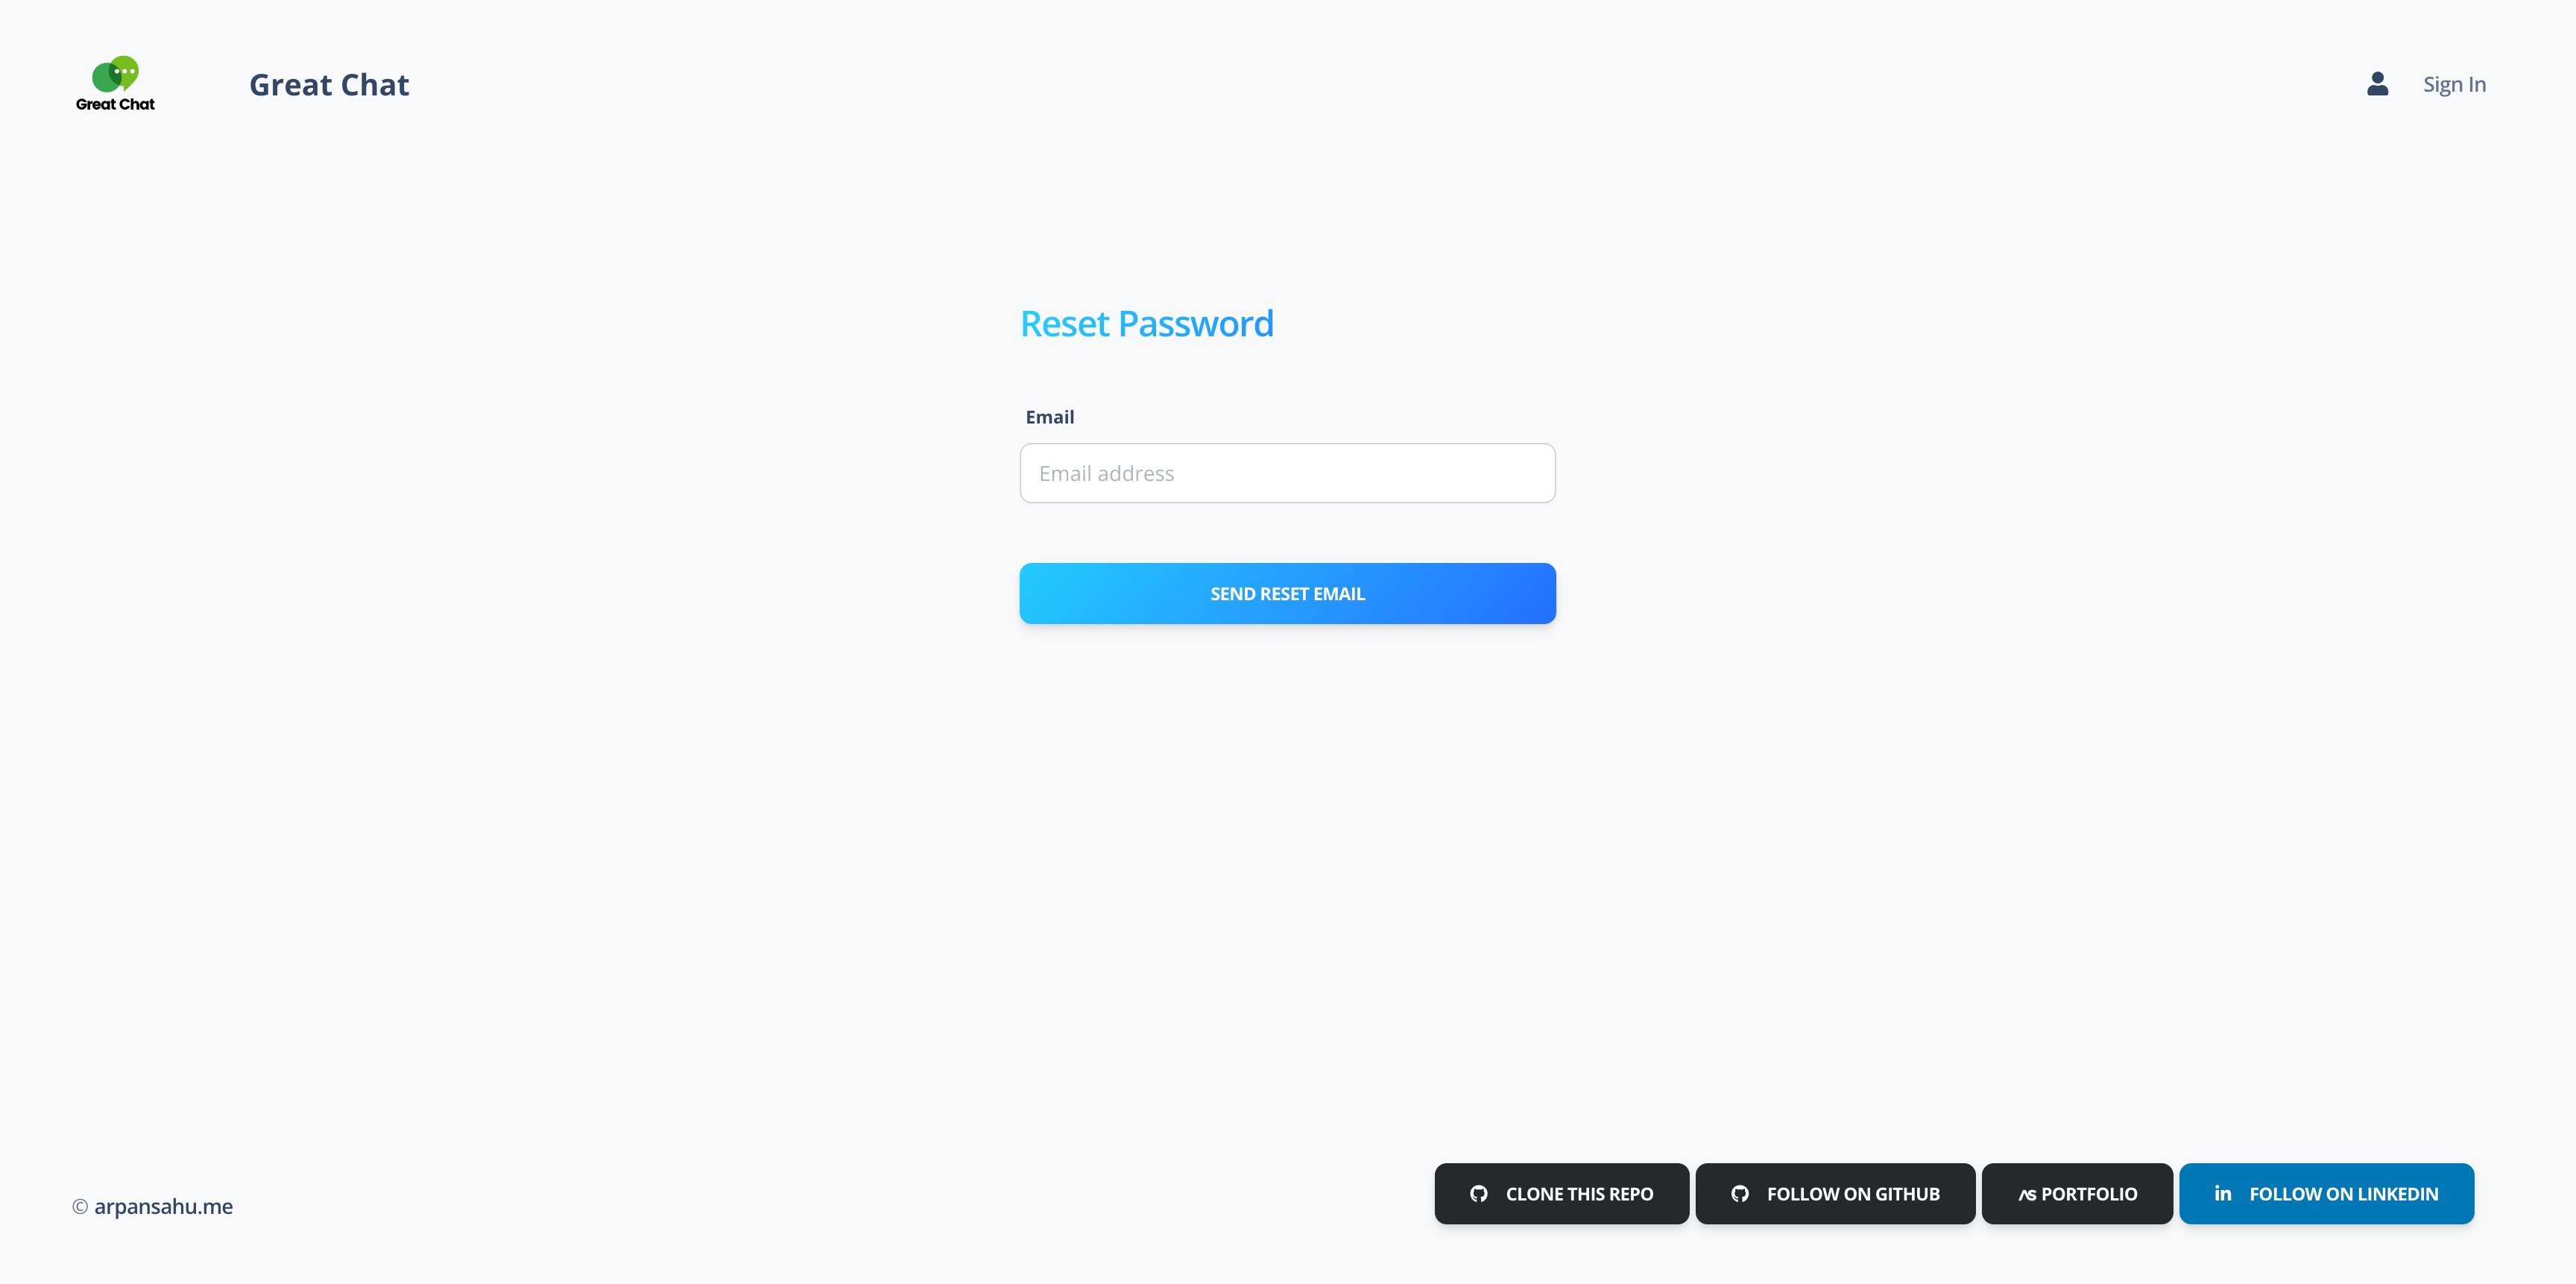 Great Chat
Great Chat
Sign In
Reset Password
Email
Email address
SEND RESET EMAIL
© arpansahu.me
CLONE THIS REPO
FOLLOW ON GITHUB
AS PORTFOLIO
in FOLLOW ON LINKEDIN